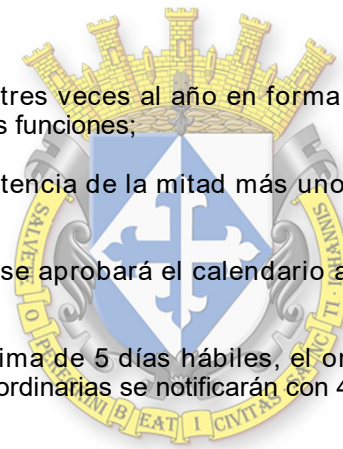 tres veces al año en forma
s funciones;
tencia de la mitad más uno
se aprobará el calendario a
ima de 5 días hábiles, el or
ordinarias se notificarán con 4
SALVE
O
BEATI CIVITAS